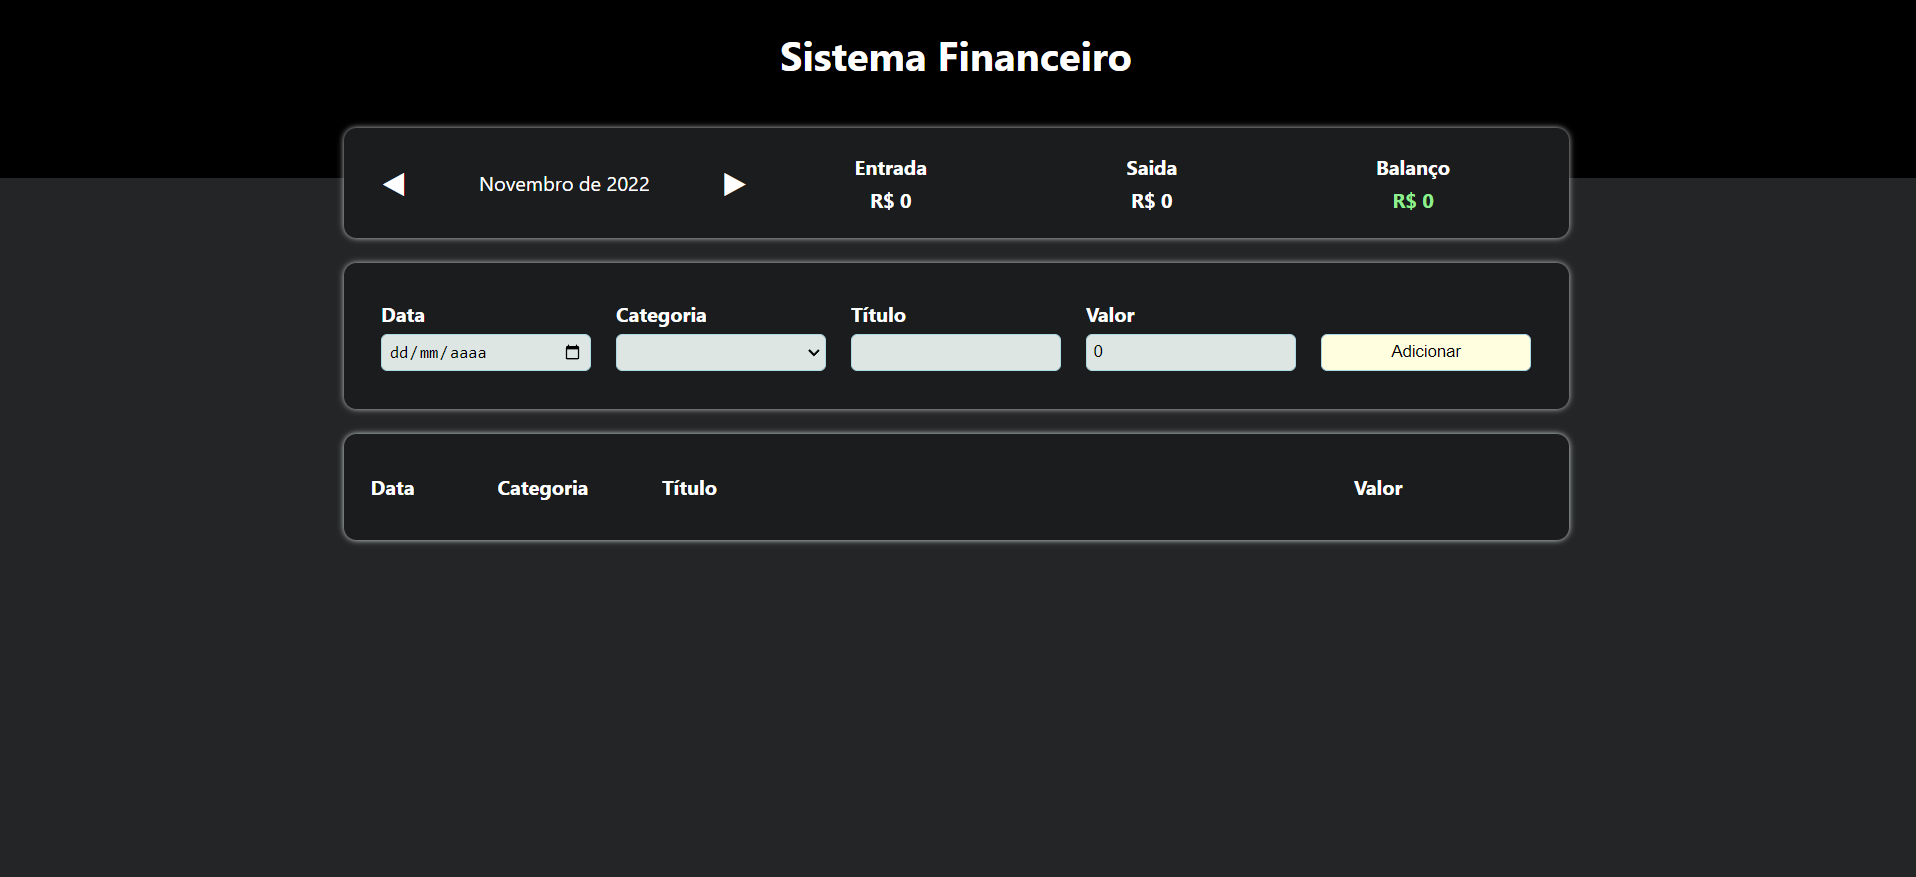 Sistema Financeiro
Novembro de 2022
Entrada
R$ 0
Saida
R$ 0
Balanço
R$ 0
Data
Categoria
Título
Valor
dd/mm/aaaa
0
Adicionar
Data
Categoria
Título
Valor